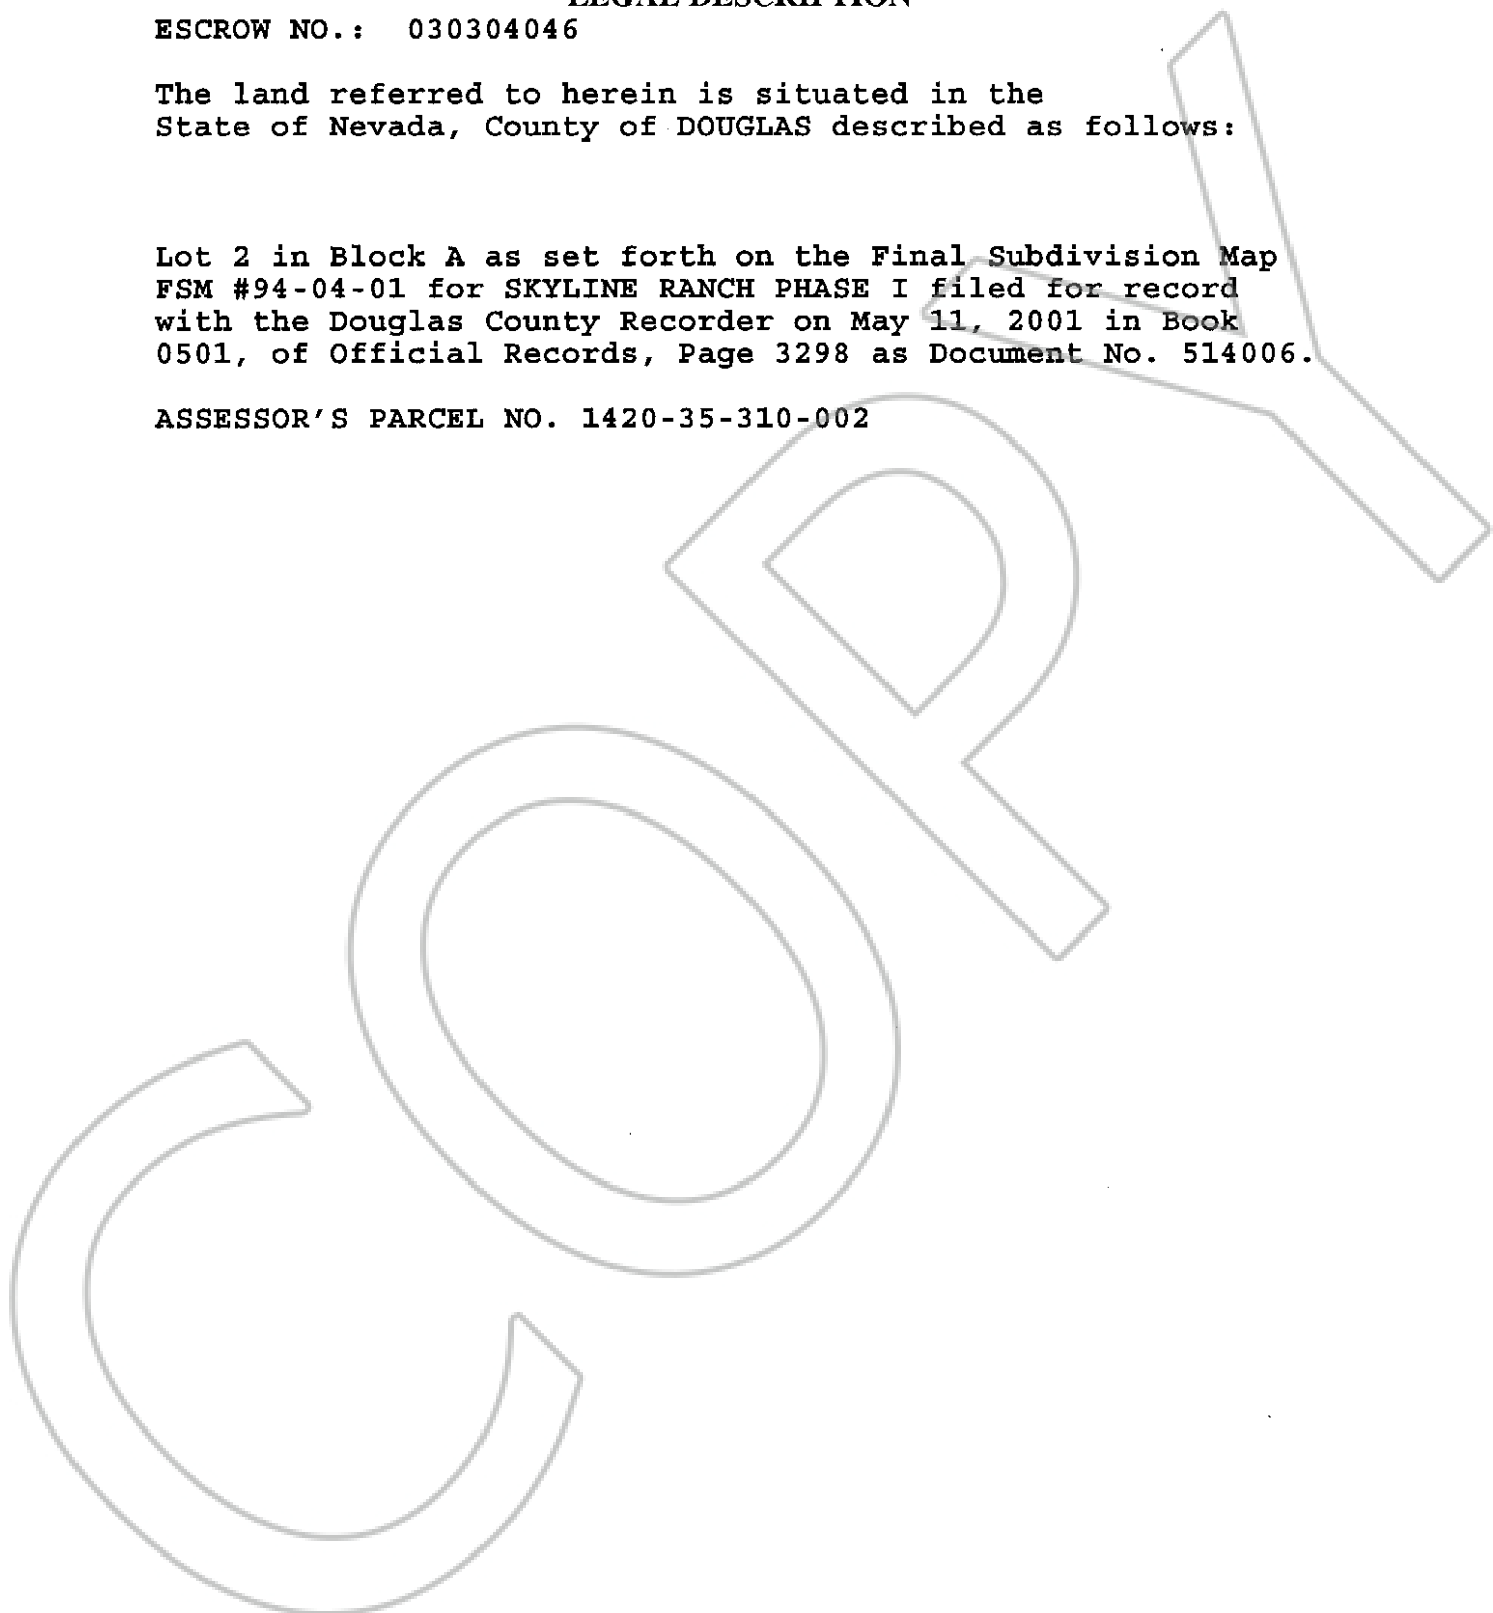 LEGAL DESCRIPTION
ESCROW NO.: 030304046
The land referred to herein is situated in the
State of Nevada, County of DOUGLAS described as follows:
Lot 2 in Block A as set forth on the Final Subdivision Map
FSM #94-04-01 for SKYLINE RANCH PHASE I filed for record
with the Douglas County Recorder on May 11, 2001 in Book
0501, of Official Records, Page 3298 as Document No. 514006.
ASSESSOR'S PARCEL NO. 1420-35-310-002
COPY